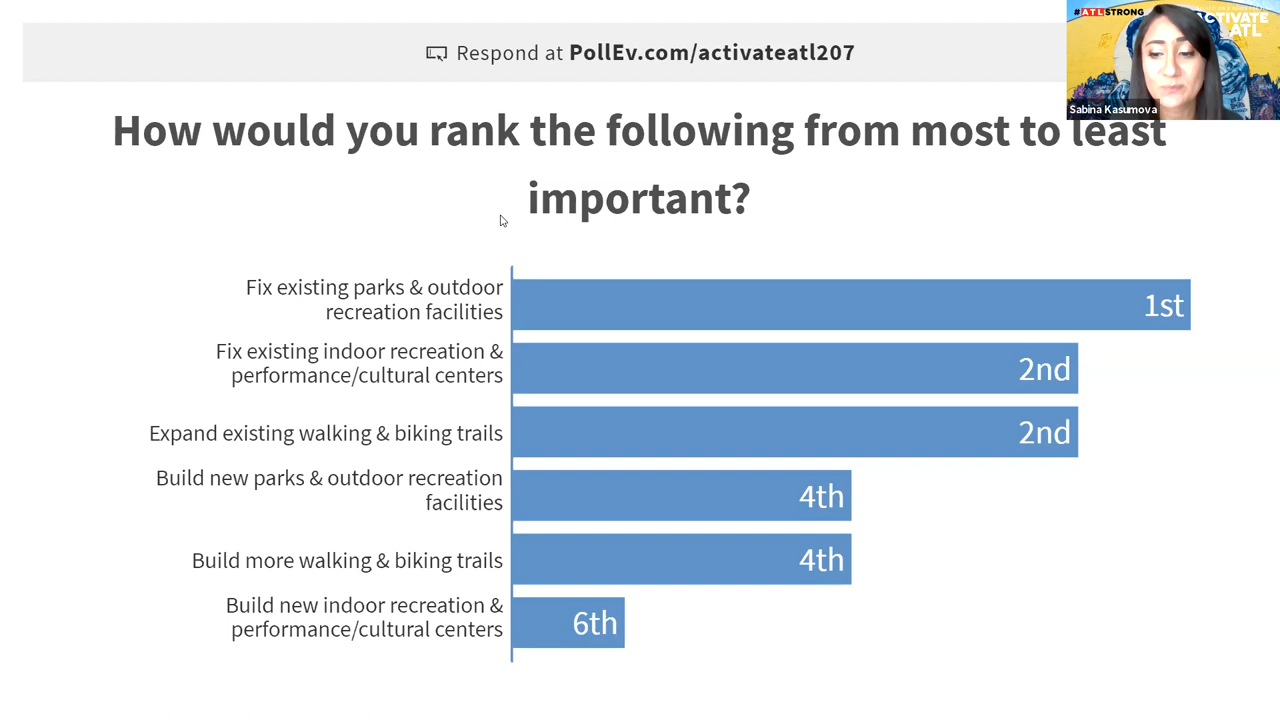 Respond at PollEv.com/activateatl207
#ATLSTRONG
ACTIVATE
ATL
Sabina Kasumova
How would you rank the following from most to least
important?
Fix existing parks & outdoor
recreation facilities
1st
Fix existing indoor recreation &
performance/cultural centers
2nd
Expand existing walking & biking trails
2nd
Build new parks & outdoor recreation
facilities
4th
Build more walking & biking trails
4th
Build new indoor recreation &
performance/cultural centers
6th